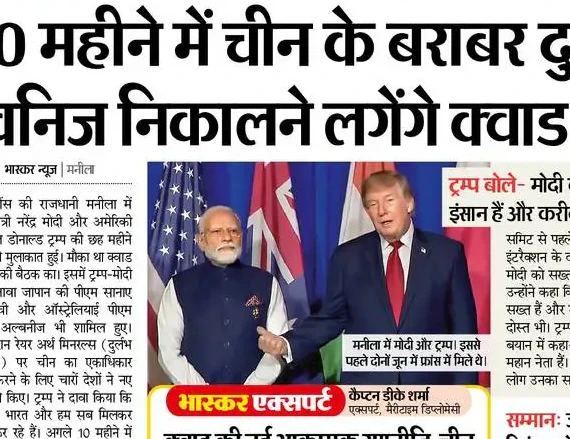 0 महीने में चीन के बराबर
निकालने लगेंगे क्वाड
भास्कर न्यूज | मनीला
की राजधानी मनीला में
नरेंद्र मोदी और अमेरिकी
डोनाल्ड ट्रम्प की छह महीने
मुलाकात हुई। मौका था क्वाड
की बैठक का। इसमें ट्रम्प-मोदी
जापान की पीएम सानाए
और ऑस्ट्रेलियाई पीएम
अल्बनीज भी शामिल हुए।
रेयर अर्थ मिनरल्स (दुर्लभ
) पर चीन का एकाधिकार
के लिए चारों देशों ने नए
किए। ट्रम्प ने दावा किया कि
भारत और हम सब मिलकर
रहे हैं। अगले 10 महीने में
मनीला में मोदी और ट्रम्प। इससे
पहले दोनों जून में फ्रांस में मिले थे।
भास्कर एक्सपर्ट
कैप्टन डीके शर्मा
एक्सपर्ट, मैरीटाइम डिप्लोमेसी
ट्रम्प बोले- मोदी
इंसान हैं और
समिट से पहले
इंटरैक्शन के
मोदी को सख्त
उन्होंने कहा कि
सख्त हैं और
दोस्त भी। ट्रम्प
बयान में कहा-
महान नेता हैं।
लोग उनका
सम्मान: